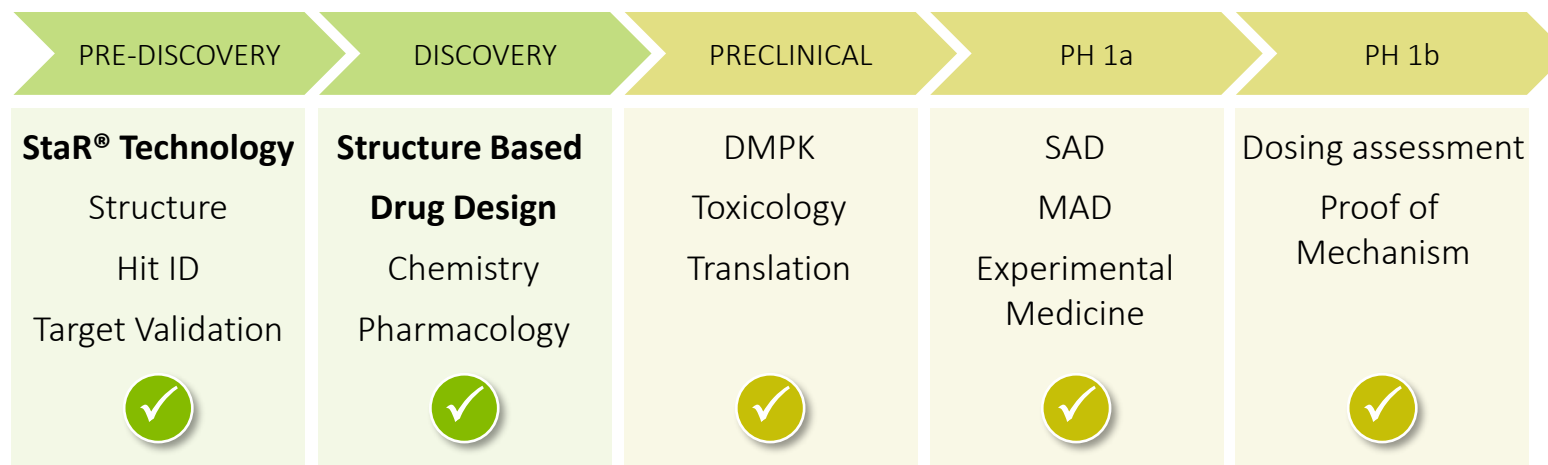 PRE-DISCOVERY
DISCOVERY
PRECLINICAL
PH 1a
PH 1b
StaR® Technology
Structure
Hit ID
Target Validation
Structure Based
Drug Design
Chemistry
Pharmacology
DMPK
Toxicology
Translation
SAD
MAD
Experimental
Medicine
Dosing assessment
Proof of
Mechanism